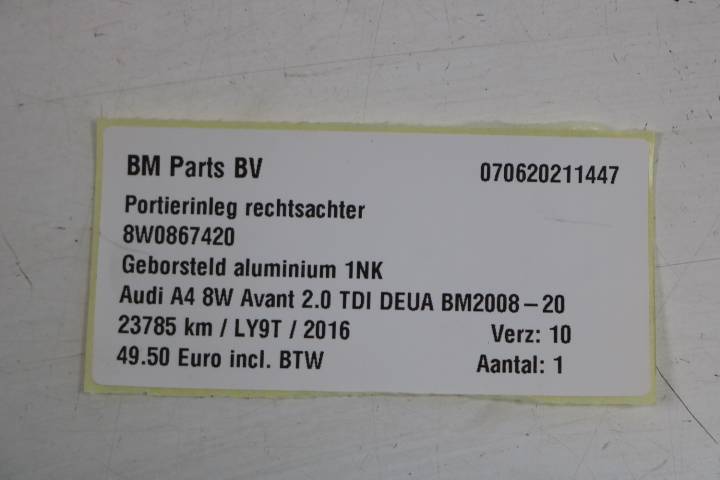 BM Parts BV 070620211447
Portierinleg rechtsachter
8W0867420
Geborsteld aluminium 1NK
Audi A4 8W Avant 2.0 TDI DEUA BM2008-20
23785 km / LY9T / 2016 Verz: 10
49.50 Euro incl. BTW Aantal: 1